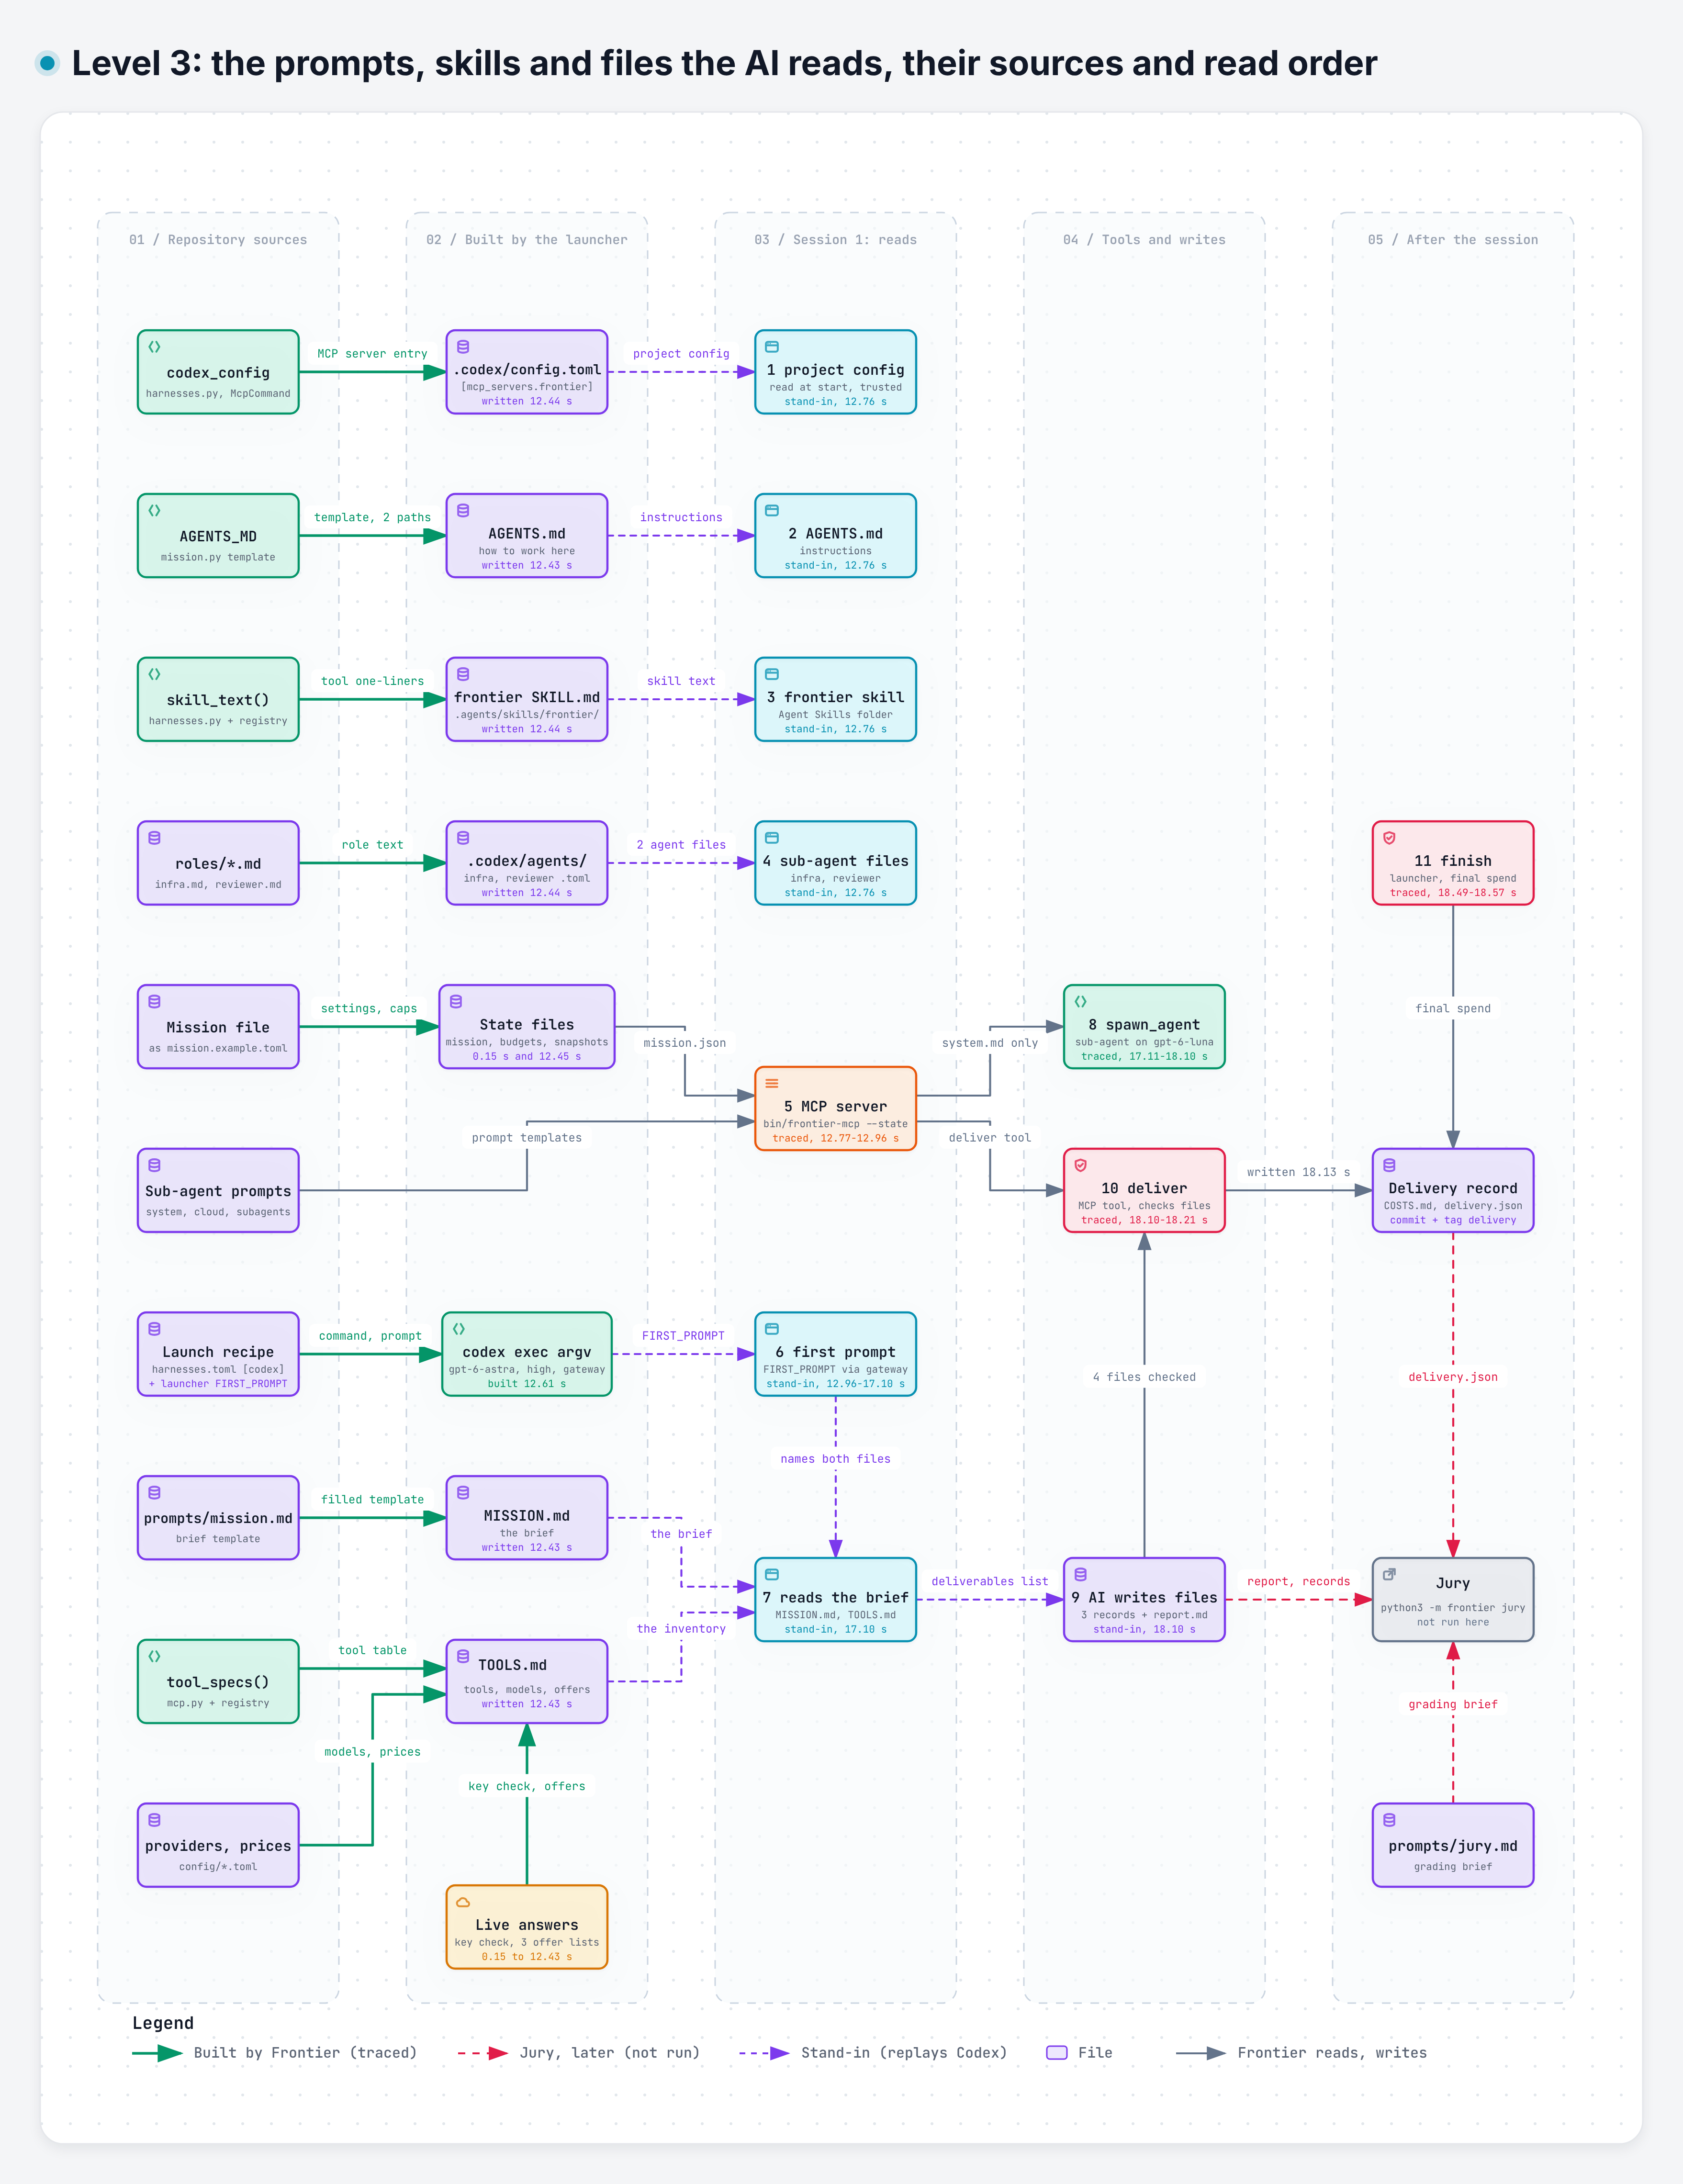 Level 3: the prompts, skills and files the AI reads, their sources and read order
01 / Repository sources
02 / Built by the launcher
03 / Session 1: reads
04 / Tools and writes
05 / After the session
codex_config
harnesses.py, McpCommand
MCP server entry
.codex/config.toml
[mcp_servers.frontier]
written 12.44 s
project config
1 project config
read at start, trusted
stand-in, 12.76 s
AGENTS_MD
mission.py template
template, 2 paths
AGENTS.md
how to work here
written 12.43 s
instructions
2 AGENTS.md
instructions
stand-in, 12.76 s
skill_text()
harnesses.py + registry
tool one-liners
frontier SKILL.md
.agents/skills/frontier/
written 12.44 s
skill text
3 frontier skill
Agent Skills folder
stand-in, 12.76 s
roles/*.md
infra.md, reviewer.md
role text
.codex/agents/
infra, reviewer .toml
written 12.44 s
2 agent files
4 sub-agent files
infra, reviewer
stand-in, 12.76 s
11 finish
launcher, final spend
traced, 18.49-18.57 s
final spend
Mission file
as mission.example.toml
settings, caps
State files
mission, budgets, snapshots
0.15 s and 12.45 s
mission.json
5 MCP server
bin/frontier-mcp --state
traced, 12.77-12.96 s
system.md only
8 spawn_agent
sub-agent on gpt-6-luna
traced, 17.11-18.10 s
Sub-agent prompts
system, cloud, subagents
prompt templates
deliver tool
10 deliver
MCP tool, checks files
traced, 18.10-18.21 s
written 18.13 s
Delivery record
COSTS.md, delivery.json
commit + tag delivery
Launch recipe
harnesses.toml [codex]
+ launcher FIRST_PROMPT
command, prompt
codex exec argv
gpt-6-astra, high, gateway
built 12.61 s
FIRST_PROMPT
6 first prompt
FIRST_PROMPT via gateway
stand-in, 12.96-17.10 s
4 files checked
delivery.json
names both files
prompts/mission.md
brief template
filled template
MISSION.md
the brief
written 12.43 s
the brief
7 reads the brief
MISSION.md, TOOLS.md
stand-in, 17.10 s
deliverables list
9 AI writes files
3 records + report.md
stand-in, 18.10 s
report, records
Jury
python3 -m frontier jury
not run here
the inventory
tool_specs()
mcp.py + registry
tool table
TOOLS.md
tools, models, offers
written 12.43 s
grading brief
models, prices
key check, offers
providers, prices
config/*.toml
prompts/jury.md
grading brief
Live answers
key check, 3 offer lists
0.15 to 12.43 s
Legend
Built by Frontier (traced)
Jury, later (not run)
Stand-in (replays Codex)
File
Frontier reads, writes